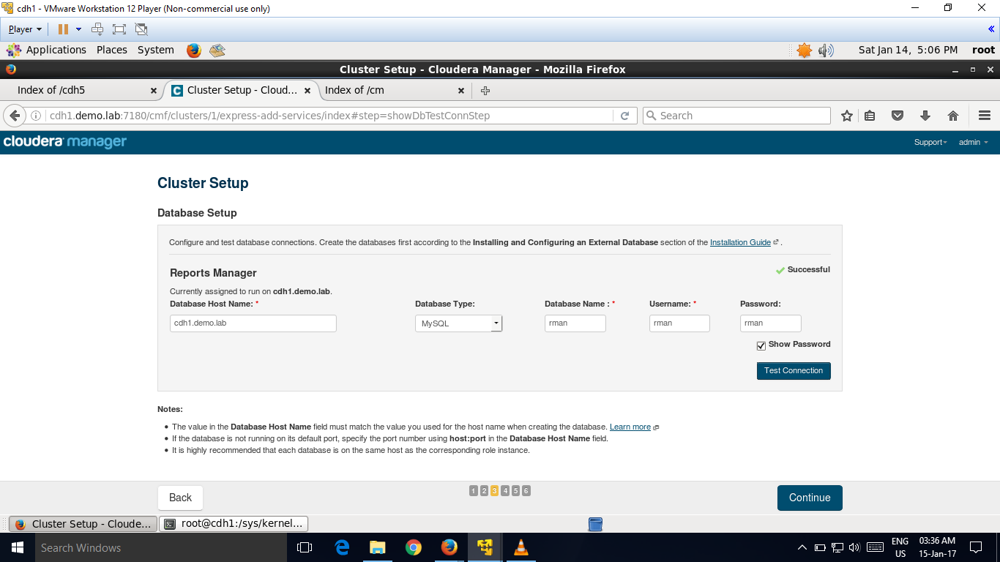 cdh1 - VMware Workstation 12 Player (Non-commercial use only)
Player
Applications Places System Sat Jan 14, 5:06 PM root
Cluster Setup - Cloudera Manager - Mozilla Firefox
Index of /cdh5 Cluster Setup - Cloud... Index of /cm
cdh1.demo.lab:7180/cmf/clusters/1/express-add-services/index#step=showDbTestConnStep Search
cloudera manager Support admin
Cluster Setup
Database Setup
Configure and test database connections. Create the databases first according to the Installing and Configuring an External Database section of the Installation Guide .
Reports Manager Successful
Currently assigned to run on cdh1.demo.lab.
Database Host Name: * Database Type: Database Name : * Username: * Password:
cdh1.demo.lab MySQL rman rman rman
Show Password
Test Connection
Notes:
• The value in the Database Host Name field must match the value you used for the host name when creating the database. Learn more
• If the database is not running on its default port, specify the port number using host:port in the Database Host Name field.
• It is highly recommended that each database is on the same host as the corresponding role instance.
Back 1 2 3 4 5 6 Continue
Cluster Setup - Cloude... root@cdh1:/sys/kernel...
Search Windows ENG 03:36 AM
US 15-Jan-17